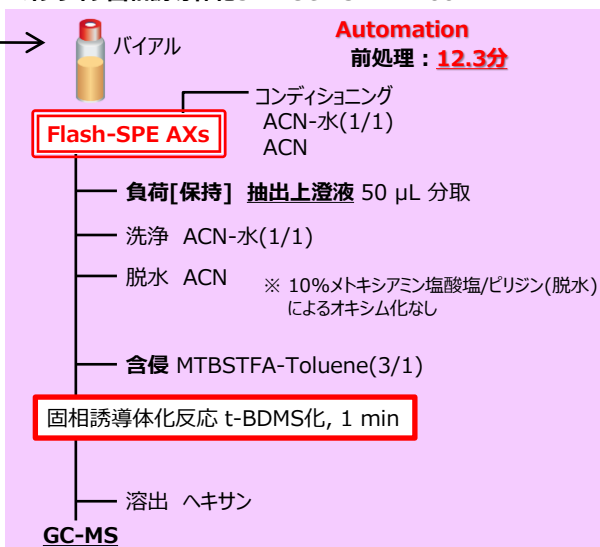 バイアル
Automation
前処理：12.3分
コンディショニング
ACN-水(1/1)
ACN
Flash-SPE AXs
負荷[保持] 抽出上澄液 50 µL 分取
洗浄 ACN-水(1/1)
脱水 ACN
※ 10%メトキシアミン塩酸塩/ピリジン(脱水)
によるオキシム化なし
含侵 MTBSTFA-Toluene(3/1)
固相誘導体化反応 t-BDMS化, 1 min
溶出 ヘキサン
GC-MS